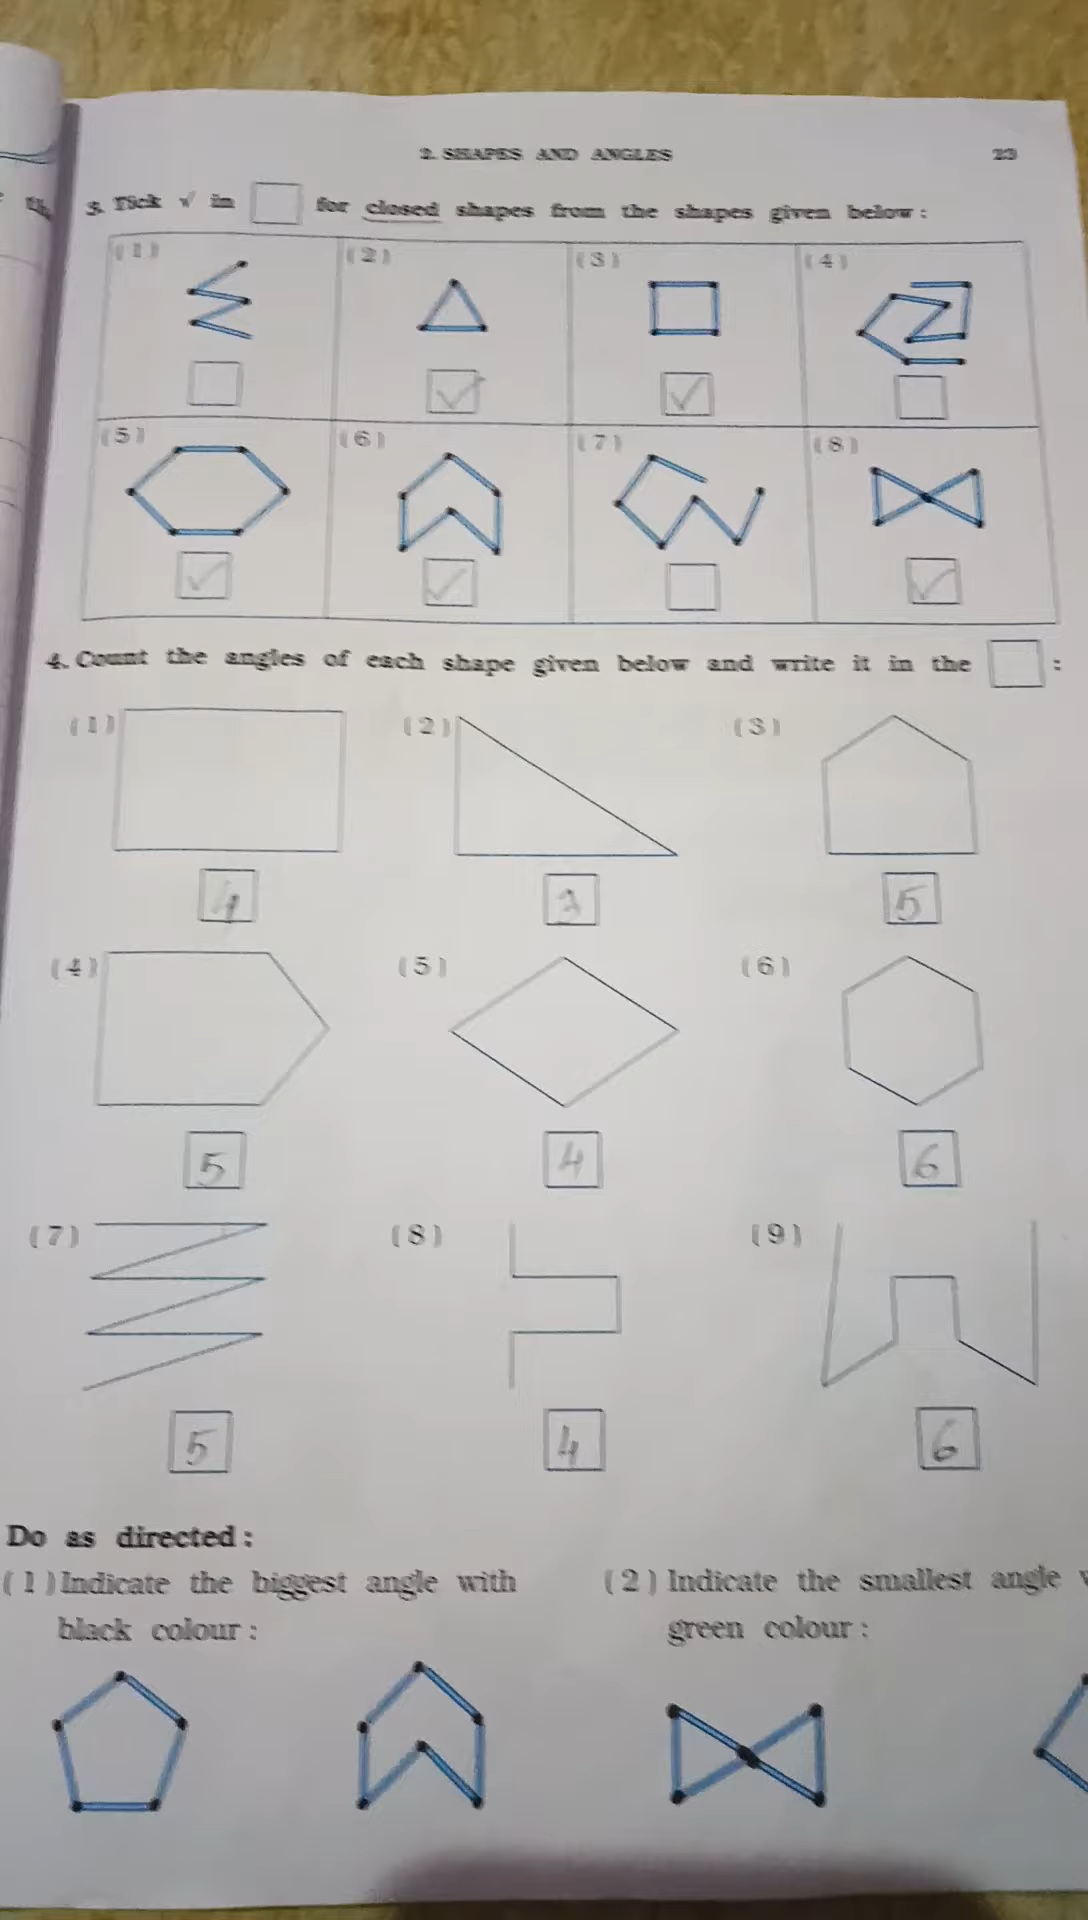 2. SHAPES AND ANGLES 23
3. Tick √ in for closed shapes from the shapes given below :
(1) (2) (3) (4)
✓ ✓
(5) (6) (7) (8)
✓ ✓ ✓
4. Count the angles of each shape given below and write it in the :
(1) (2) (3)
4 3 5
(4) (5) (6)
5 4 6
(7) (8) (9)
5 4 6
Do as directed :
(1) Indicate the biggest angle with (2) Indicate the smallest angle
black colour : green colour :